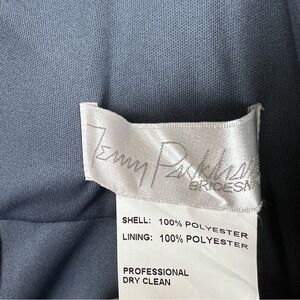 Jenny Packham
BRIDESM
SHELL: 100% POLYESTER
LINING: 100% POLYESTER
PROFESSIONAL
DRY CLEAN